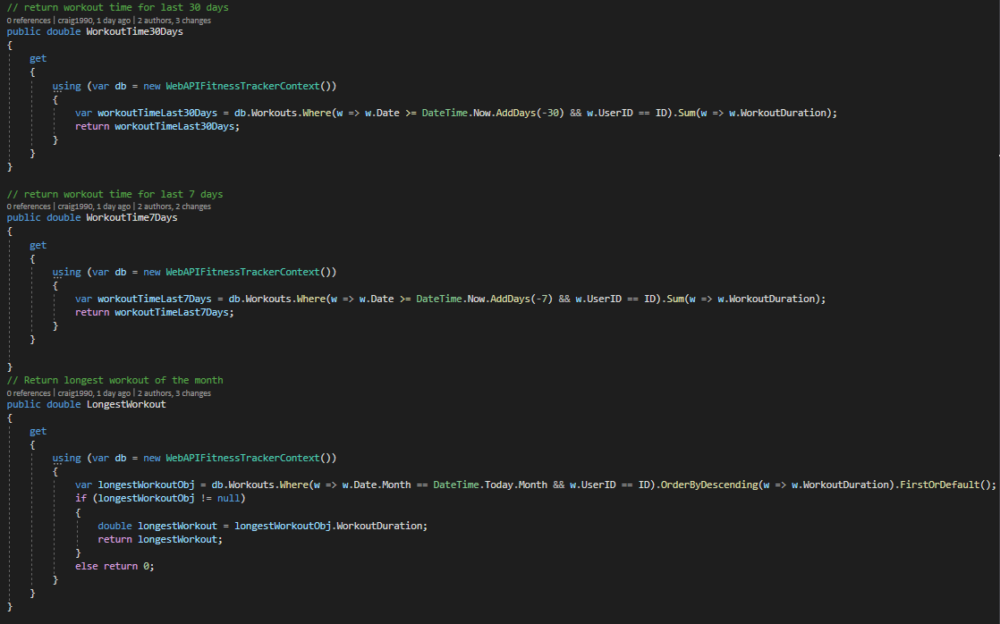 // return workout time for last 30 days
0 references | craig1990, 1 day ago | 2 authors, 3 changes
public double WorkoutTime30Days
{
get
{
using (var db = new WebAPIFitnessTrackerContext())
{
var workoutTimeLast30Days = db.Workouts.Where(w => w.Date >= DateTime.Now.AddDays(-30) && w.UserID == ID).Sum(w => w.WorkoutDuration);
return workoutTimeLast30Days;
}
}
}
// return workout time for last 7 days
0 references | craig1990, 1 day ago | 2 authors, 2 changes
public double WorkoutTime7Days
{
get
{
using (var db = new WebAPIFitnessTrackerContext())
{
var workoutTimeLast7Days = db.Workouts.Where(w => w.Date >= DateTime.Now.AddDays(-7) && w.UserID == ID).Sum(w => w.WorkoutDuration);
return workoutTimeLast7Days;
}
}
}
// Return longest workout of the month
0 references | craig1990, 1 day ago | 2 authors, 3 changes
public double LongestWorkout
{
get
{
using (var db = new WebAPIFitnessTrackerContext())
{
var longestWorkoutObj = db.Workouts.Where(w => w.Date.Month == DateTime.Today.Month && w.UserID == ID).OrderByDescending(w => w.WorkoutDuration).FirstOrDefault();
if (longestWorkoutObj != null)
{
double longestWorkout = longestWorkoutObj.WorkoutDuration;
return longestWorkout;
}
else return 0;
}
}
}